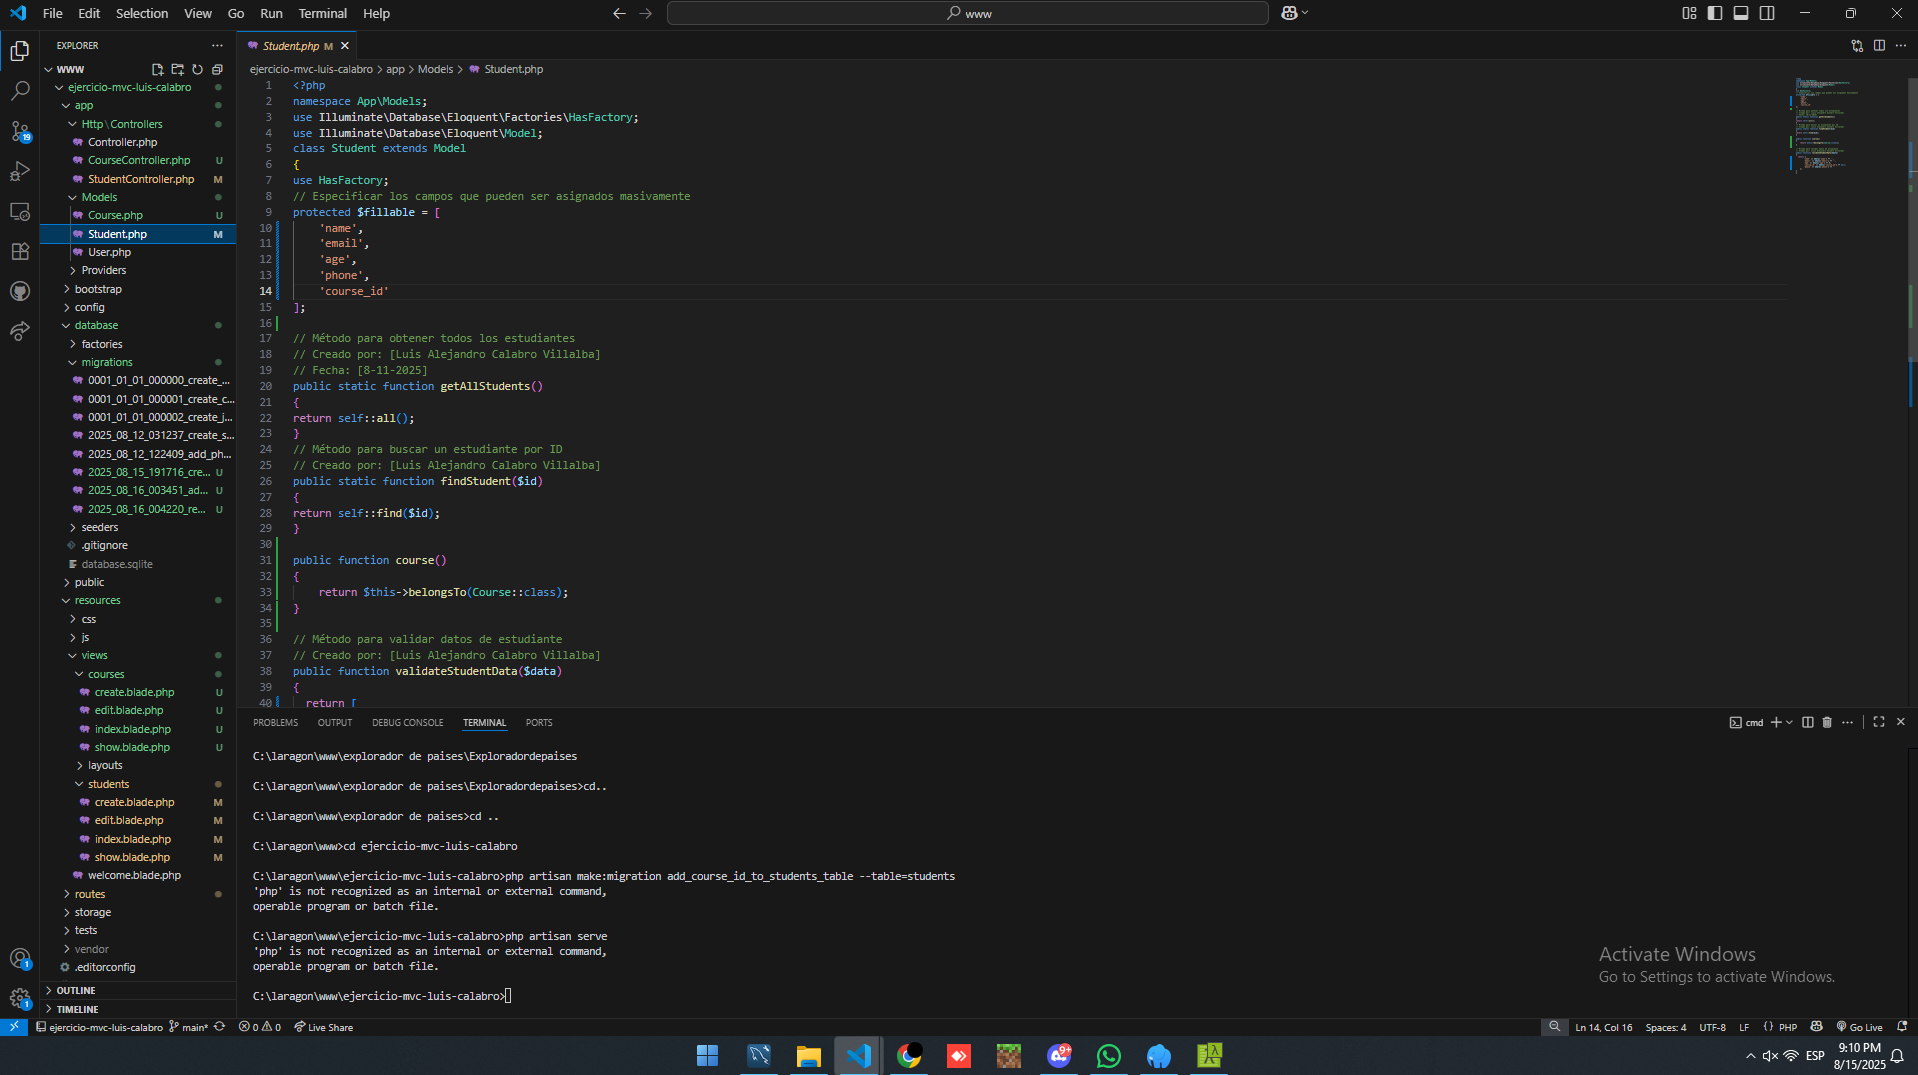 File Edit Selection View Go Run Terminal Help
www
EXPLORER
Student.php M
WWW
ejercicio-mvc-luis-calabro > app > Models > Student.php
ejercicio-mvc-luis-calabro
app
Http\Controllers
Controller.php
CourseController.php U
StudentController.php M
Models
Course.php U
Student.php M
User.php
Providers
bootstrap
config
database
factories
migrations
0001_01_01_000000_create_...
0001_01_01_000001_create_c...
0001_01_01_000002_create_j...
2025_08_12_031237_create_s...
2025_08_12_122409_add_ph...
2025_08_15_191716_cre... U
2025_08_16_003451_ad... U
2025_08_16_004220_re... U
seeders
.gitignore
database.sqlite
public
resources
css
js
views
courses
create.blade.php U
edit.blade.php U
index.blade.php U
show.blade.php U
layouts
students
create.blade.php M
edit.blade.php M
index.blade.php M
show.blade.php M
welcome.blade.php
routes
storage
tests
vendor
.editorconfig
OUTLINE
TIMELINE
19
1
1
1 <?php
2 namespace App\Models;
3 use Illuminate\Database\Eloquent\Factories\HasFactory;
4 use Illuminate\Database\Eloquent\Model;
5 class Student extends Model
6 {
7 use HasFactory;
8 // Especificar los campos que pueden ser asignados masivamente
9 protected $fillable = [
10 'name',
11 'email',
12 'age',
13 'phone',
14 'course_id'
15 ];
16
17 // Método para obtener todos los estudiantes
18 // Creado por: [Luis Alejandro Calabro Villalba]
19 // Fecha: [8-11-2025]
20 public static function getAllStudents()
21 {
22 return self::all();
23 }
24 // Método para buscar un estudiante por ID
25 // Creado por: [Luis Alejandro Calabro Villalba]
26 public static function findStudent($id)
27 {
28 return self::find($id);
29 }
30
31 public function course()
32 {
33 return $this->belongsTo(Course::class);
34 }
35
36 // Método para validar datos de estudiante
37 // Creado por: [Luis Alejandro Calabro Villalba]
38 public function validateStudentData($data)
39 {
40 return [
PROBLEMS OUTPUT DEBUG CONSOLE TERMINAL PORTS
cmd
C:\laragon\www\explorador de paises\Exploradordepaises
C:\laragon\www\explorador de paises\Exploradordepaises>cd..
C:\laragon\www\explorador de paises>cd ..
C:\laragon\www>cd ejercicio-mvc-luis-calabro
C:\laragon\www\ejercicio-mvc-luis-calabro>php artisan make:migration add_course_id_to_students_table --table=students
'php' is not recognized as an internal or external command,
operable program or batch file.
C:\laragon\www\ejercicio-mvc-luis-calabro>php artisan serve
'php' is not recognized as an internal or external command,
operable program or batch file.
C:\laragon\www\ejercicio-mvc-luis-calabro>
Activate Windows
Go to Settings to activate Windows.
ejercicio-mvc-luis-calabro main* 0 0 Live Share
Ln 14, Col 16 Spaces: 4 UTF-8 LF {} PHP Go Live
9+
ESP
9:10 PM
8/15/2025